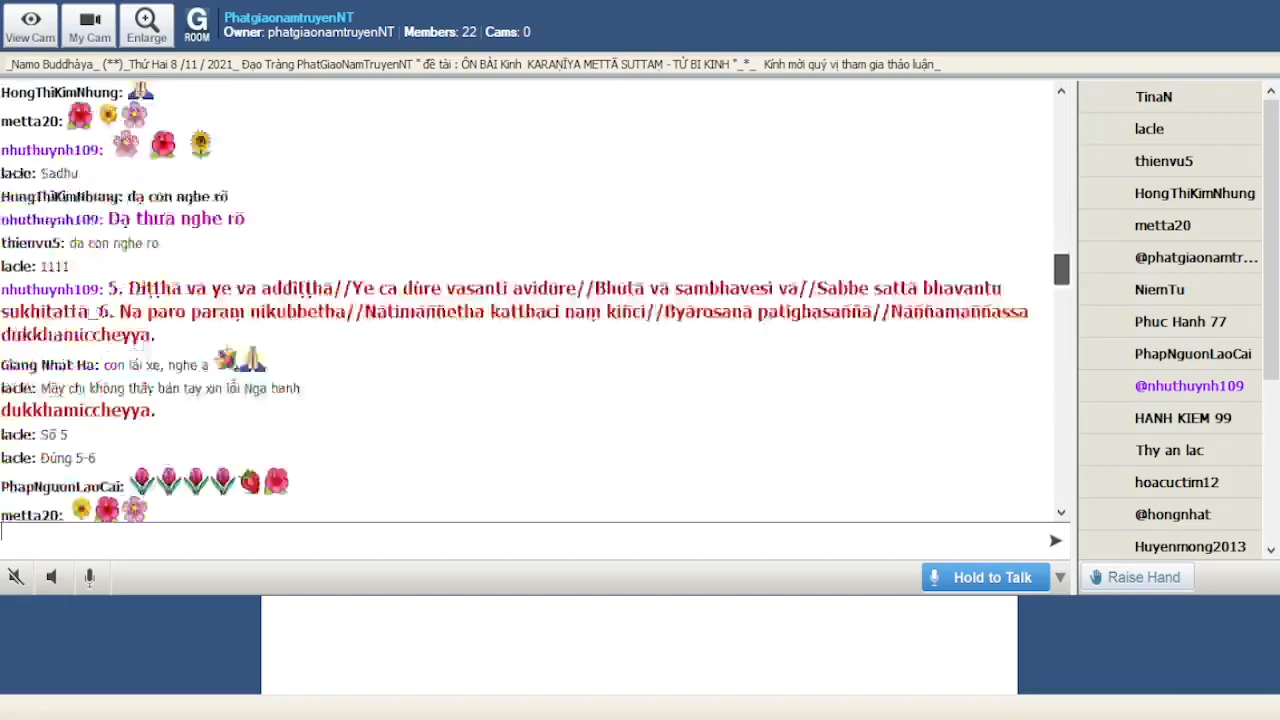 View Cam
My Cam
Enlarge
G
ROOM
PhatgiaonamtruyenNT
Owner: phatgiaonamtruyenNT | Members: 22 | Cams: 0
_Namo Buddhàya_ (**)_Thứ Hai 8 /11 / 2021_ Đạo Tràng PhatGiaoNamTruyenNT " đề tài : ÔN BÀI Kinh KARAṆĪYA METTĀ SUTTAṂ - TỪ BI KINH "_*_ Kính mời quý vị tham gia thảo luận_
HongThiKimNhung:
metta20:
nhuthuynh109:
lacle: Sadhu
HongThiKimNhung: dạ con nghe rõ
nhuthuynh109: Dạ thưa nghe rõ
thienvu5: da con nghe ro
lacle: 1111
nhuthuynh109: 5. Diṭṭhā vā ye va addiṭṭhā//Ye ca dūre vasanti avidūre//Bhūtā vā sambhavesī vā//Sabbe sattā bhavantu
sukhitattā_6. Na paro paraṃ nikubbetha//Nātimaññetha katthaci naṃ kiñci//Byārosanā paṭighasaññā//Nāññamaññassa
dukkhamiccheyya.
Giang Nhat Ha: con lái xe, nghe ạ
lacle: Mấy chị không thấy bàn tay xin lỗi Nga hạnh
dukkhamiccheyya.
lacle: Số 5
lacle: Đúng 5-6
PhapNguonLaoCai:
metta20:
Hold to Talk
TinaN
lacle
thienvu5
HongThiKimNhung
metta20
@phatgiaonamtr...
NiemTu
Phuc Hanh 77
PhapNguonLaoCai
@nhuthuynh109
HANH KIEM 99
Thy an lac
hoacuctim12
@hongnhat
Huyenmong2013
Raise Hand